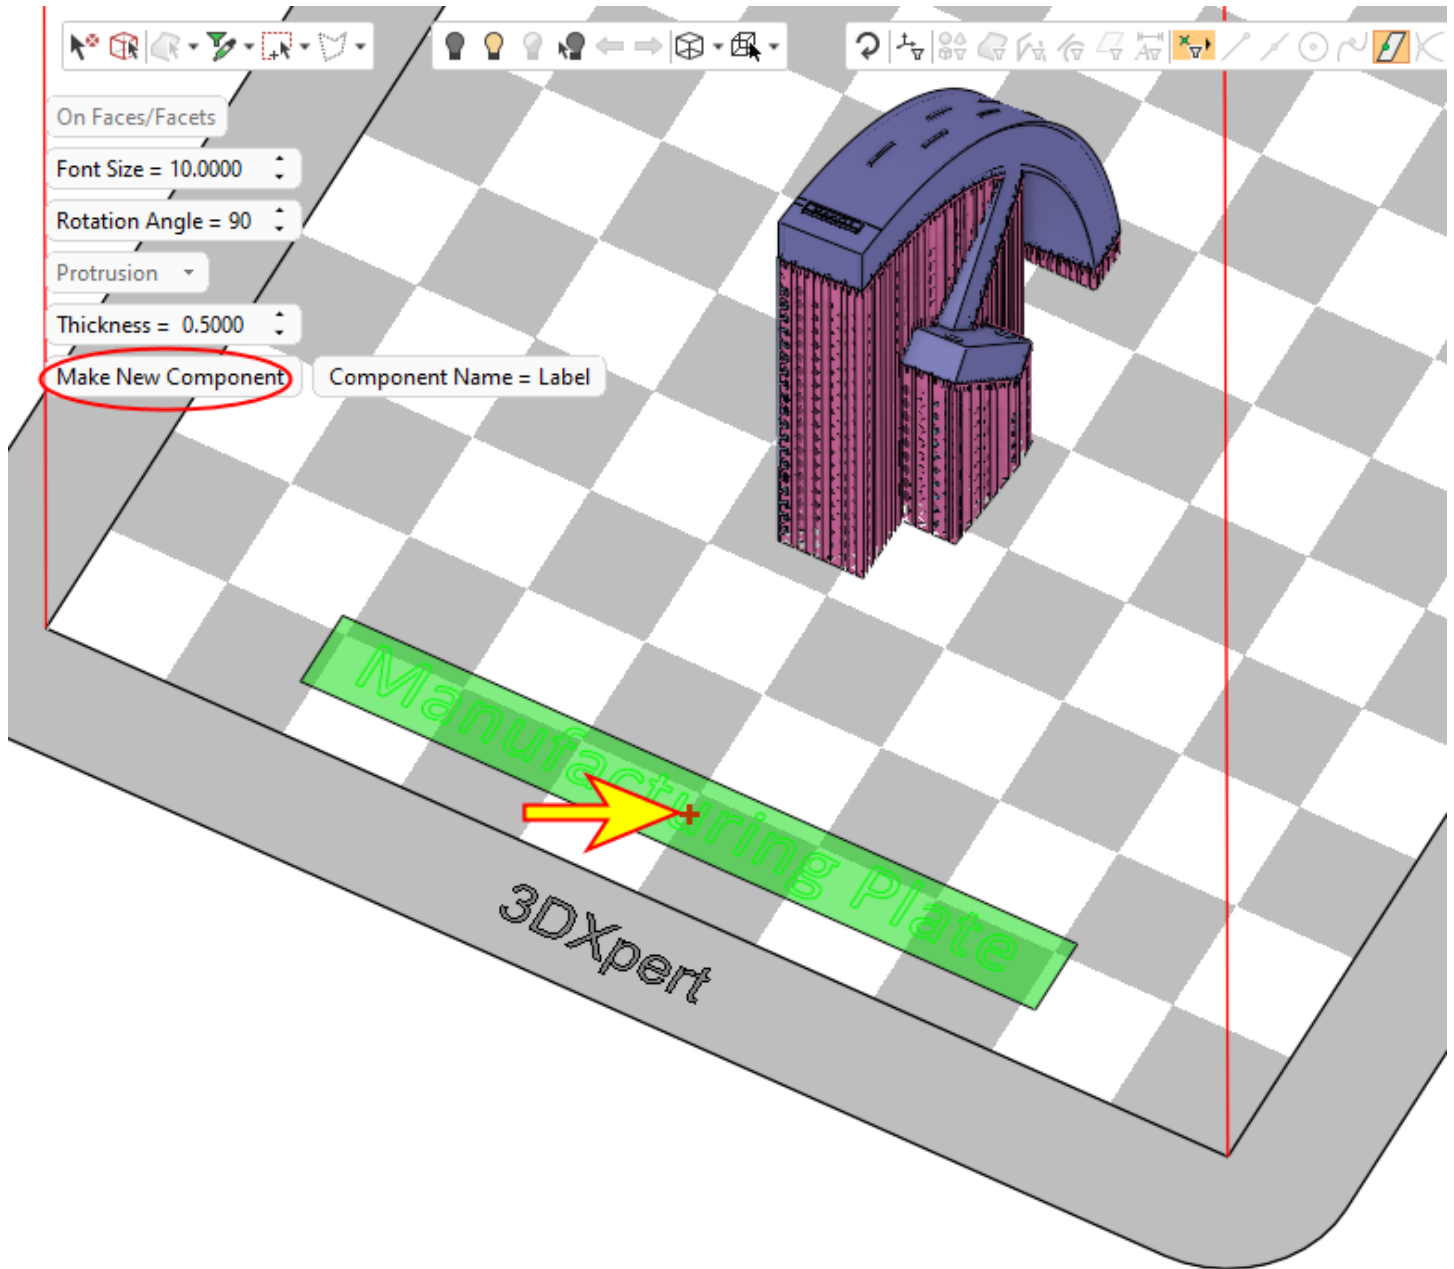 On Faces/Facets
Font Size = 10.0000
Rotation Angle = 90
Protrusion
Thickness = 0.5000
Make New Component
Component Name = Label
Manufacturing Plate
3DXpert